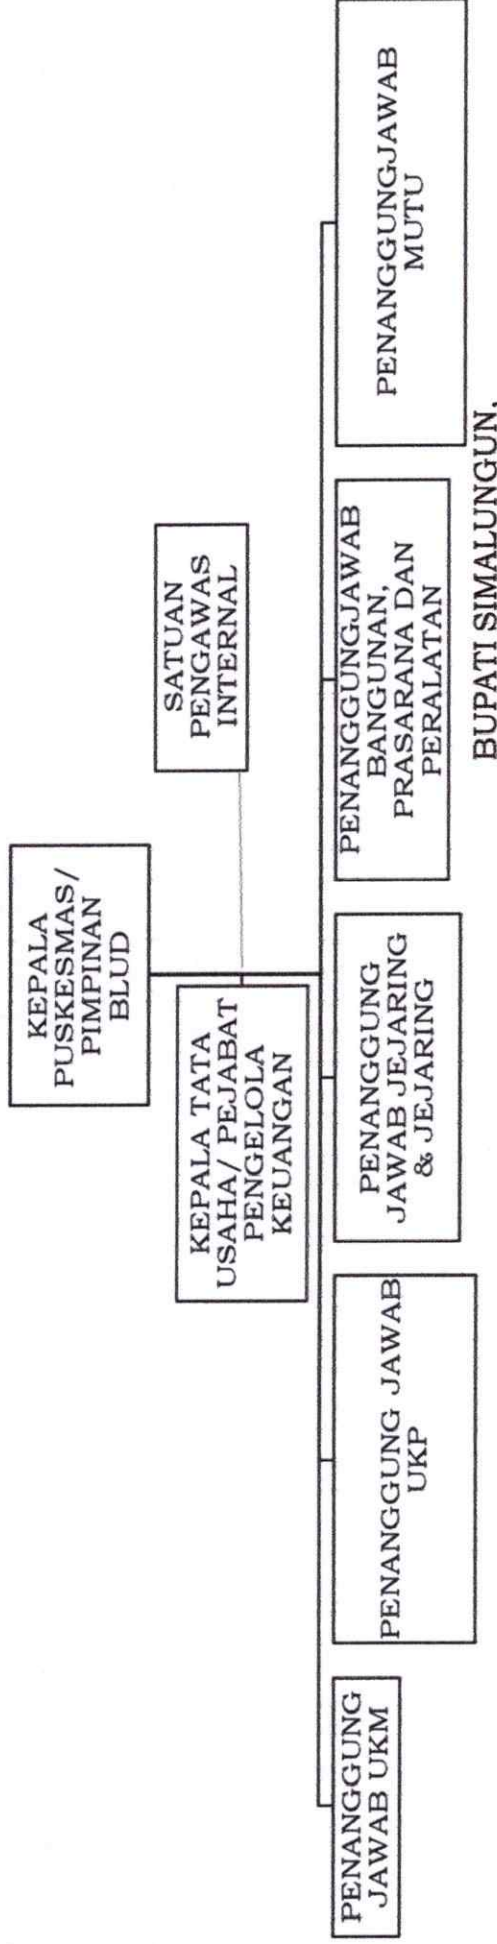 KEPALA
PUSKESMAS/
PIMPINAN
BLUD
SATUAN
PENGAWAS
INTERNAL
KEPALA TATA
USAHA/ PEJABAT
PENGELOLA
KEUANGAN
PENANGGUNG
JAWAB UKM
PENANGGUNG JAWAB
UKP
PENANGGUNG
JAWAB JEJARING
& JEJARING
PENANGGUNGJAWAB
BANGUNAN,
PRASARANA DAN
PERALATAN
PENANGGUNGJAWAB
MUTU
BUPATI SIMALUNGUN,